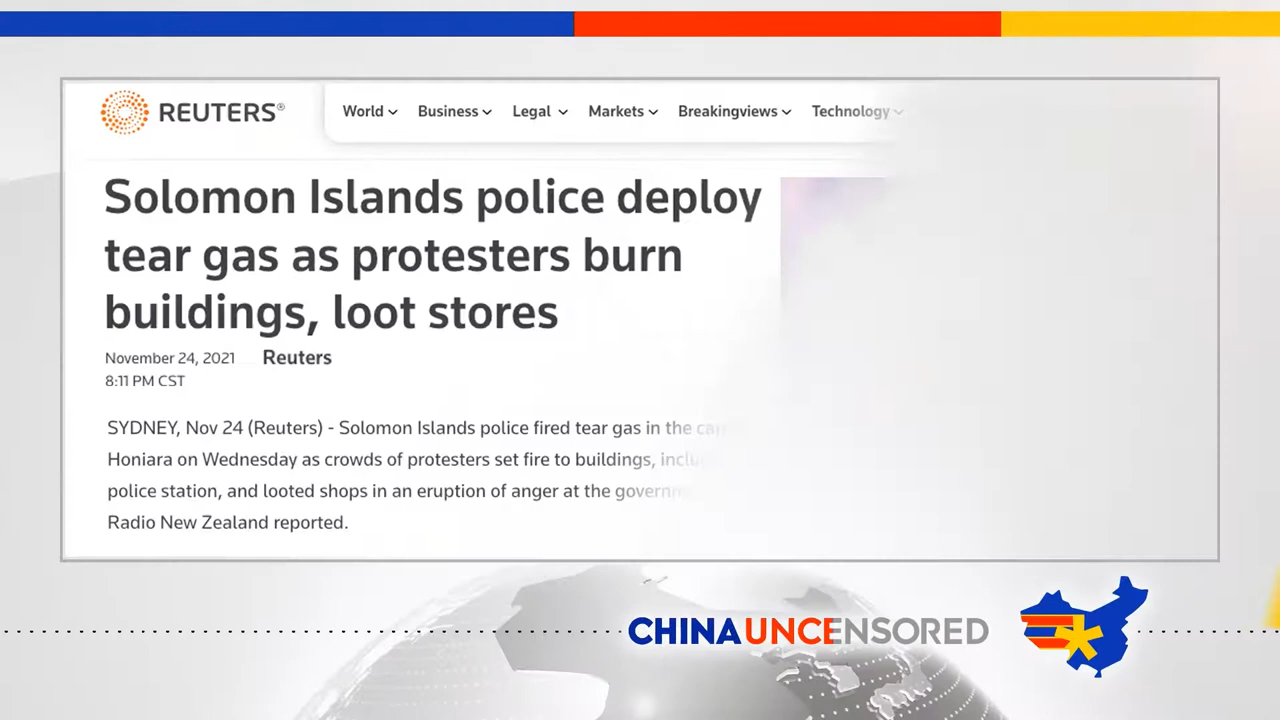 REUTERS®
World Business Legal Markets Breakingviews Technology
Solomon Islands police deploy
tear gas as protesters burn
buildings, loot stores
November 24, 2021 Reuters
8:11 PM CST
SYDNEY, Nov 24 (Reuters) - Solomon Islands police fired tear gas in the
Honiara on Wednesday as crowds of protesters set fire to buildings,
police station, and looted shops in an eruption of anger at the
Radio New Zealand reported.
CHINA UNCENSORED